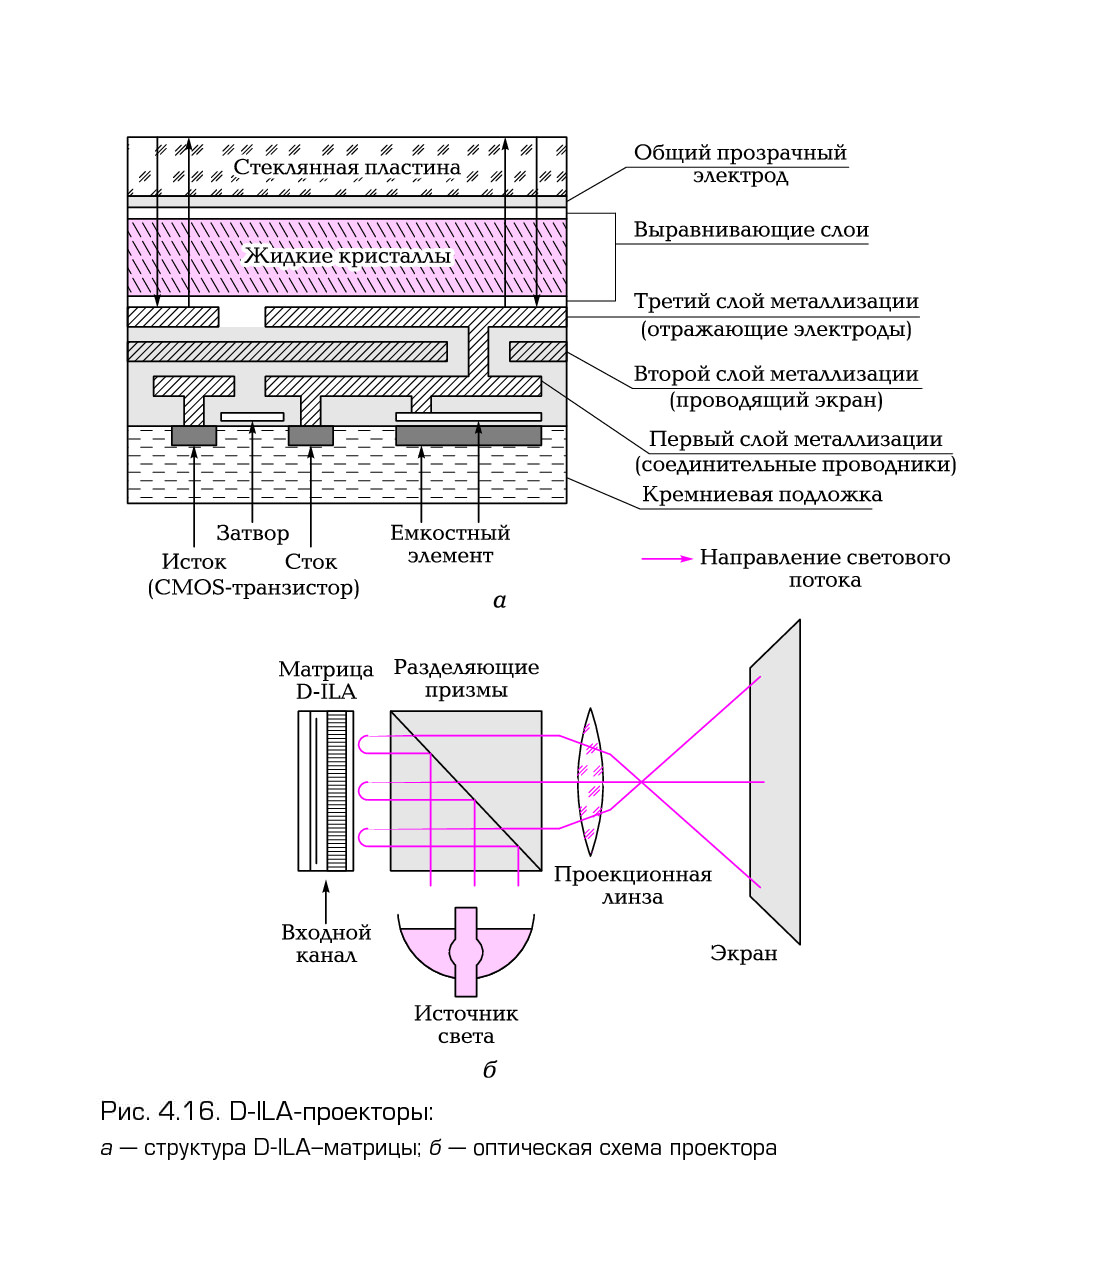 Стеклянная пластина
Общий прозрачный
электрод
Выравнивающие слои
Жидкие кристаллы
Третий слой металлизации
(отражающие электроды)
Второй слой металлизации
(проводящий экран)
Первый слой металлизации
(соединительные проводники)
Кремниевая подложка
Затвор
Исток
Сток
(CMOS-транзистор)
Емкостный
элемент
Направление светового
потока
а
Матрица
D-ILA
Разделяющие
призмы
Проекционная
линза
Входной
канал
Экран
Источник
света
б
Рис. 4.16. D-ILA-проекторы:
а — структура D-ILA–матрицы; б — оптическая схема проектора